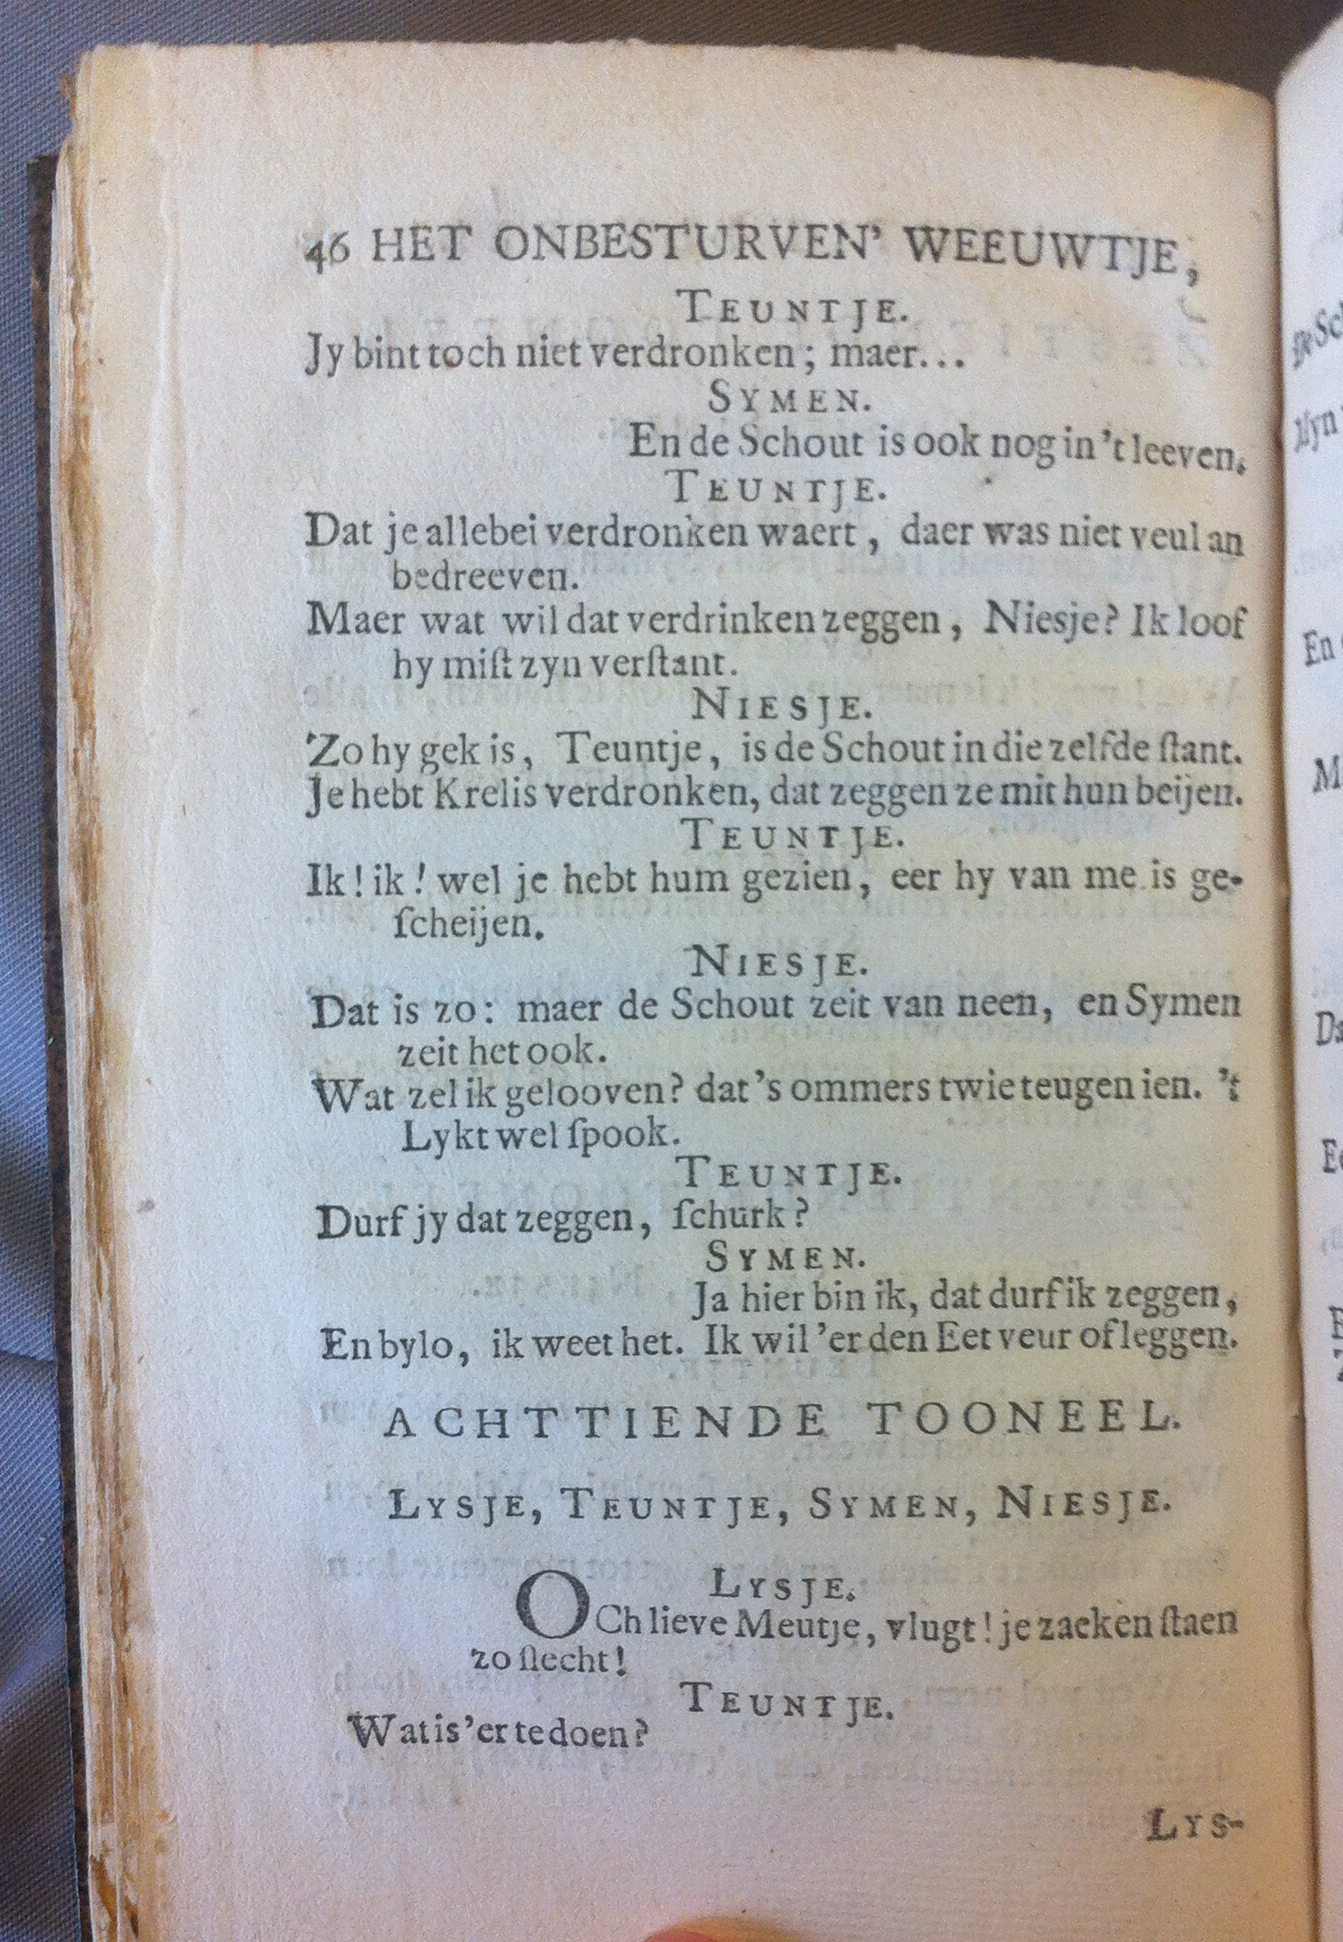 46 HET ONBESTURVEN' WEEUWTJE,
TEUNTJE.
Jy bint toch niet verdronken; maer...
SYMEN.
En de Schout is ook nog in 't leeven.
TEUNTJE.
Dat je allebei verdronken waert, daer was niet veul an
bedreeven.
Maer wat wil dat verdrinken zeggen, Niesje? Ik loof
hy miſt zyn verſtant.
NIESJE.
Zo hy gek is, Teuntje, is de Schout in die zelfde ſtant.
Je hebt Krelis verdronken, dat zeggen ze mit hun beijen.
TEUNTJE.
Ik! ik! wel je hebt hum gezien, eer hy van me is ge-
ſcheijen.
NIESJE.
Dat is zo: maer de Schout zeit van neen, en Symen
zeit het ook.
Wat zel ik gelooven? dat 's ommers twie teugen ien. 't
Lykt wel ſpook.
TEUNTJE.
Durf jy dat zeggen, ſchurk?
SYMEN.
Ja hier bin ik, dat durf ik zeggen,
En bylo, ik weet het. Ik wil 'er den Eet veur of leggen.
ACHTTIENDE TOONEEL.
LYSJE, TEUNTJE, SYMEN, NIESJE.
LYSJE.
OCh lieve Meutje, vlugt! je zaeken ſtaen
zo ſlecht!
TEUNTJE.
Wat is 'er te doen?
LYS-
De Sc
Myn
En
M
Da